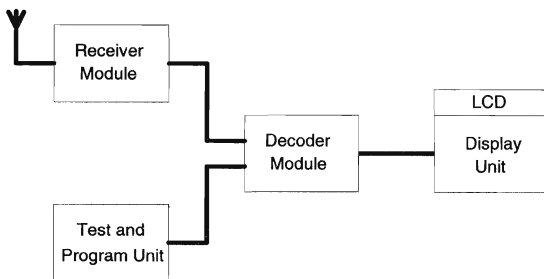 Receiver
Module
LCD
Decoder
Module
Display
Unit
Test and
Program Unit